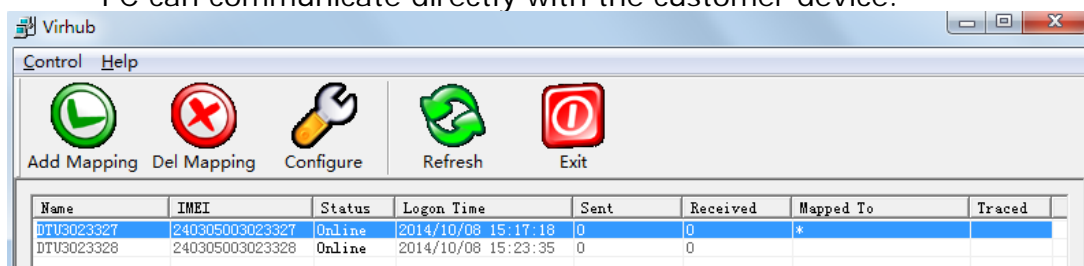 PC can communicate directly with the customer device.
Virhub
Control Help
Add Mapping Del Mapping Configure Refresh Exit
Name IMEI Status Logon Time Sent Received Mapped To Traced
DTU3023327 240305003023327 Online 2014/10/08 15:17:18 0 0 *
DTU3023328 240305003023328 Online 2014/10/08 15:23:35 0 0